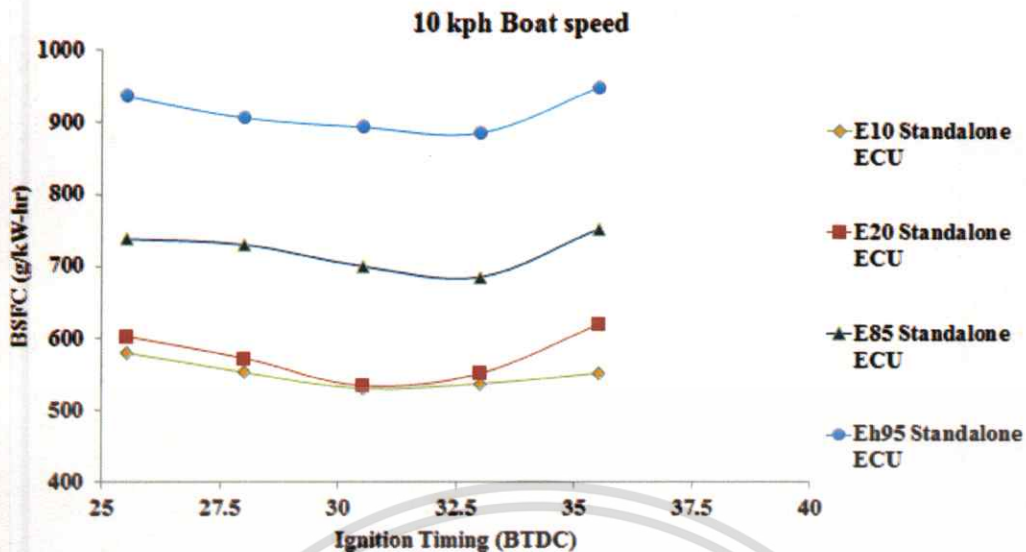 10 kph Boat speed
1000
900
800
700
600
500
400
BSFC (g/kW-hr)
25
27.5
30
32.5
35
37.5
40
Ignition Timing (BTDC)
E10 Standalone
ECU
E20 Standalone
ECU
E85 Standalone
ECU
Eh95 Standalone
ECU